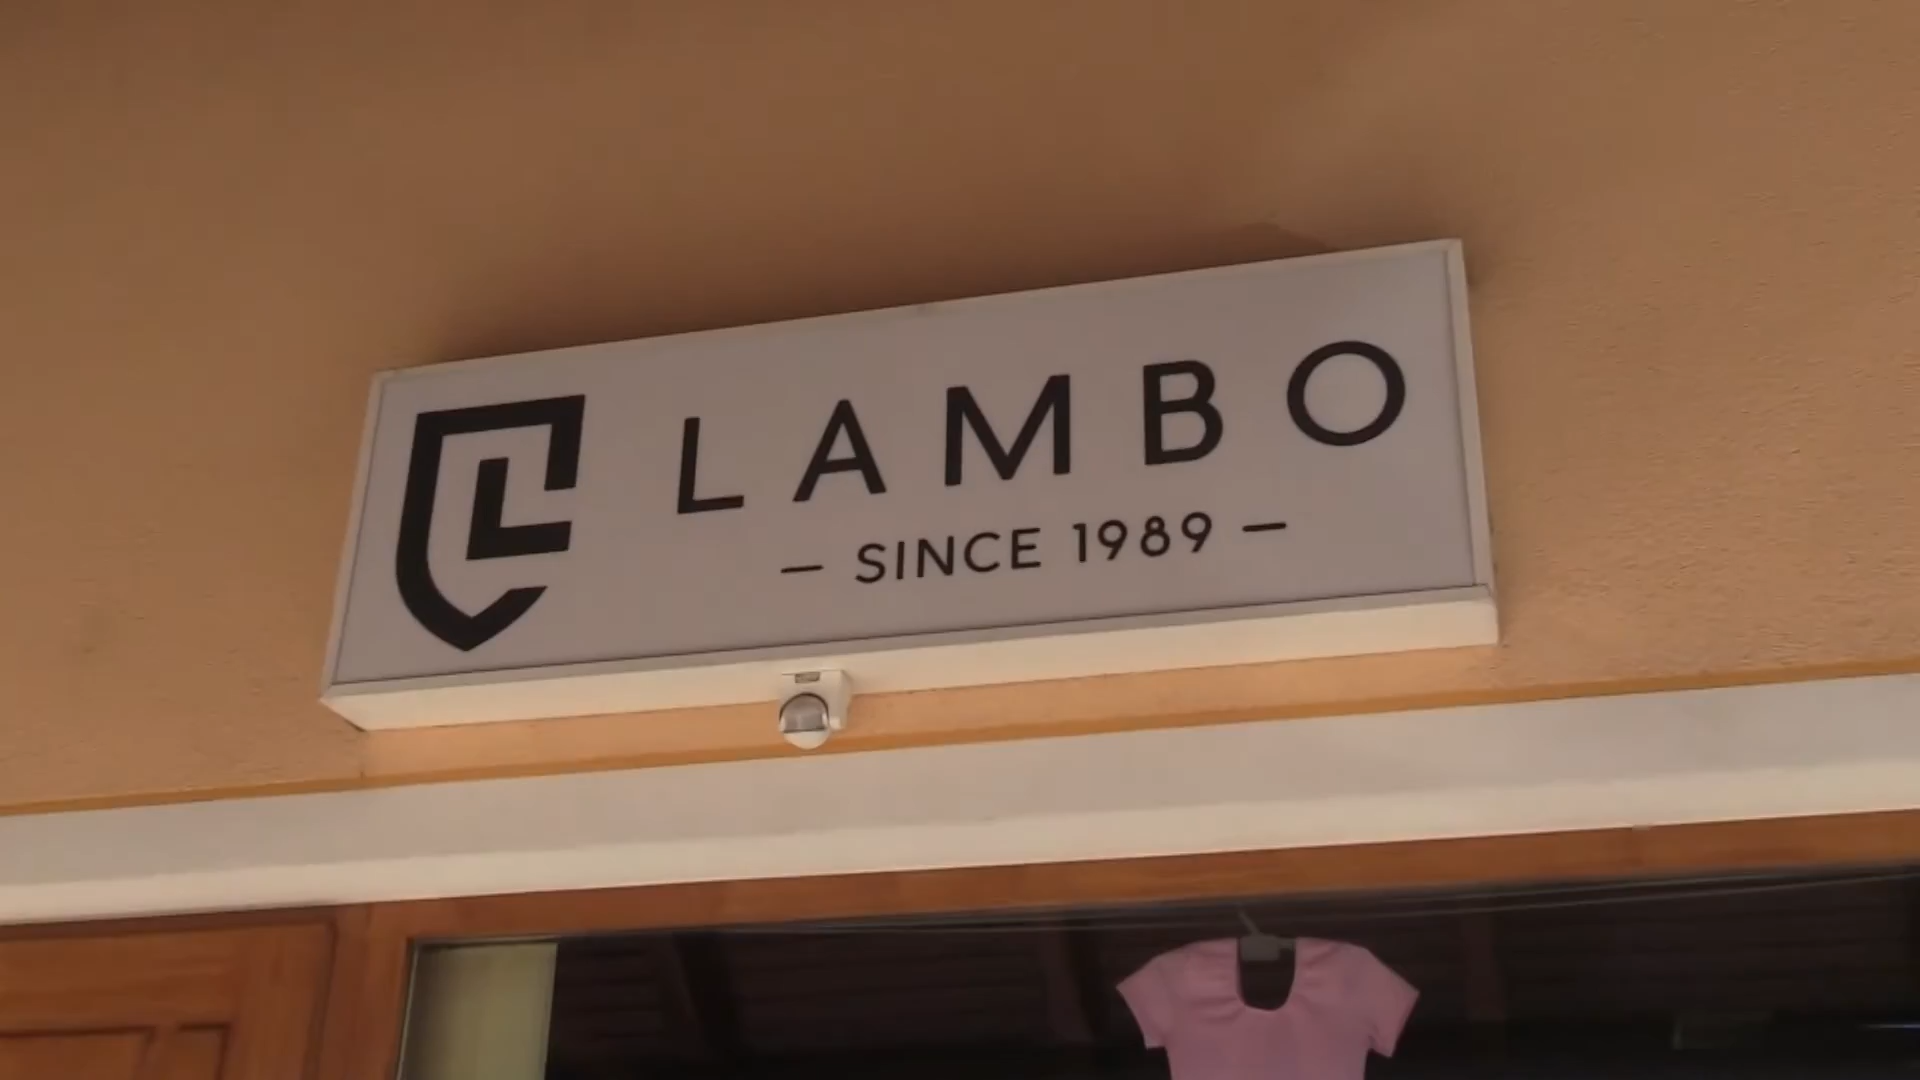 L LAMBO
— SINCE 1989 —